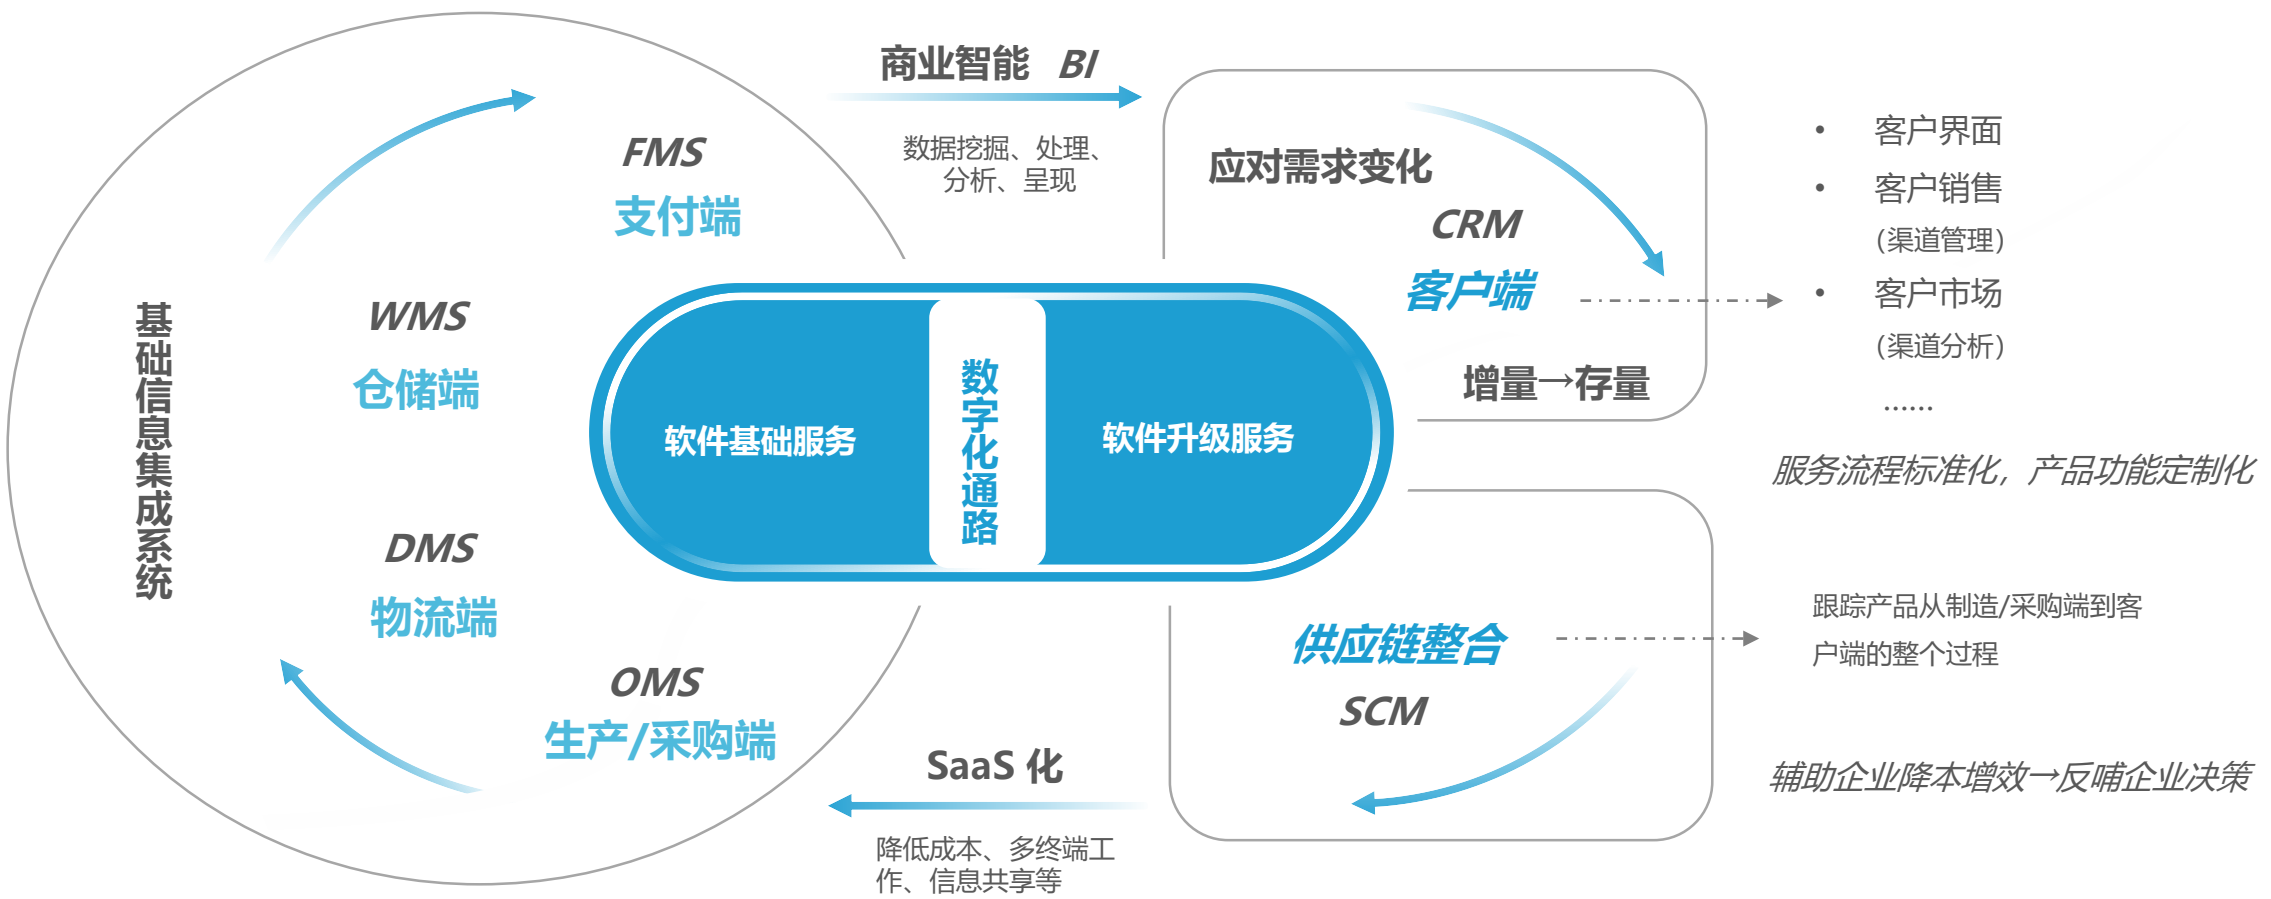 基础信息集成系统
FMS
支付端
WMS
仓储端
DMS
物流端
OMS
生产/采购端
商业智能 BI
数据挖掘、处理、
分析、呈现
软件基础服务
数字化通路
软件升级服务
SaaS 化
降低成本、多终端工
作、信息共享等
应对需求变化
CRM
客户端
增量→存量
• 客户界面
• 客户销售
(渠道管理)
• 客户市场
(渠道分析)
......
服务流程标准化，产品功能定制化
供应链整合
SCM
跟踪产品从制造/采购端到客
户端的整个过程
辅助企业降本增效→反哺企业决策